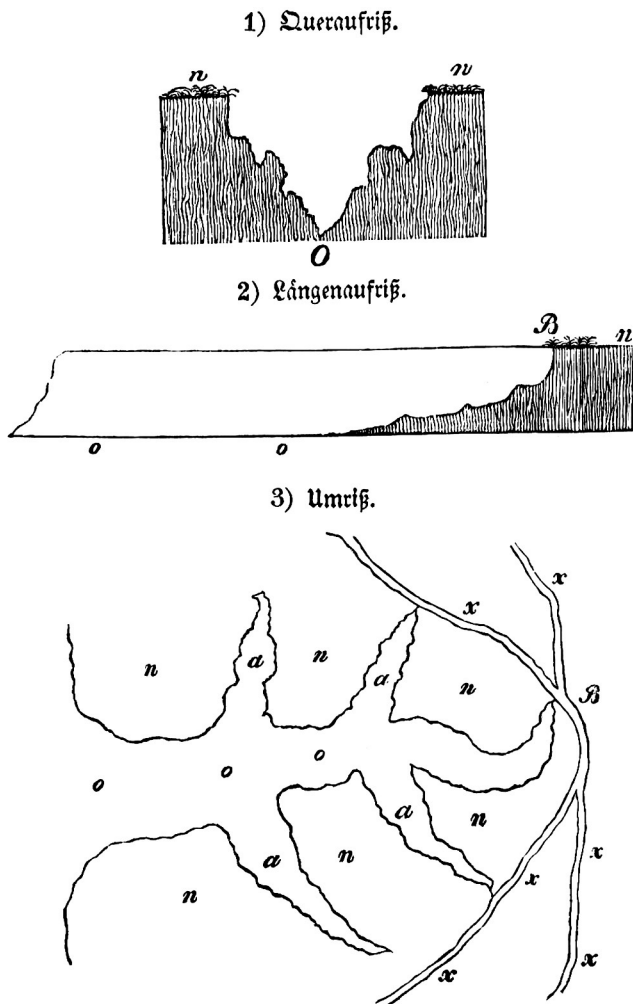 1) Queraufriß.
n n
O
2) Längenaufriß.
B n
o o
3) Umriß.
x
x
a n
n a n
B
o o o
a n
x
a n
n x
x